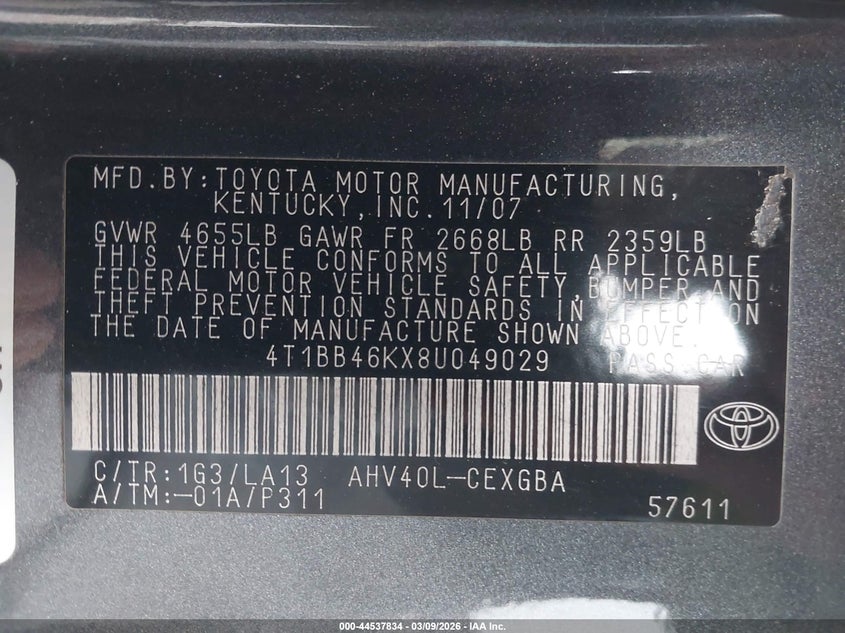 MFD.BY:TOYOTA MOTOR MANUFACTURING,
KENTUCKY,INC.11/07
GVWR 4655LB GAWR FR 2668LB RR 2359LB
THIS VEHICLE CONFORMS TO ALL APPLICABLE
FEDERAL MOTOR VEHICLE SAFETY,BUMPER,AND
THEFT PREVENTION STANDARDS IN EFFECT ON
THE DATE OF MANUFACTURE SHOWN ABOVE.
4T1BB46KX8U049029 PASS.CAR
C/TR:1G3/LA13 AHV40L-CEXGBA
A/TM:-01A/P311
57611
000-44537834 - 03/09/2026 - IAA Inc.